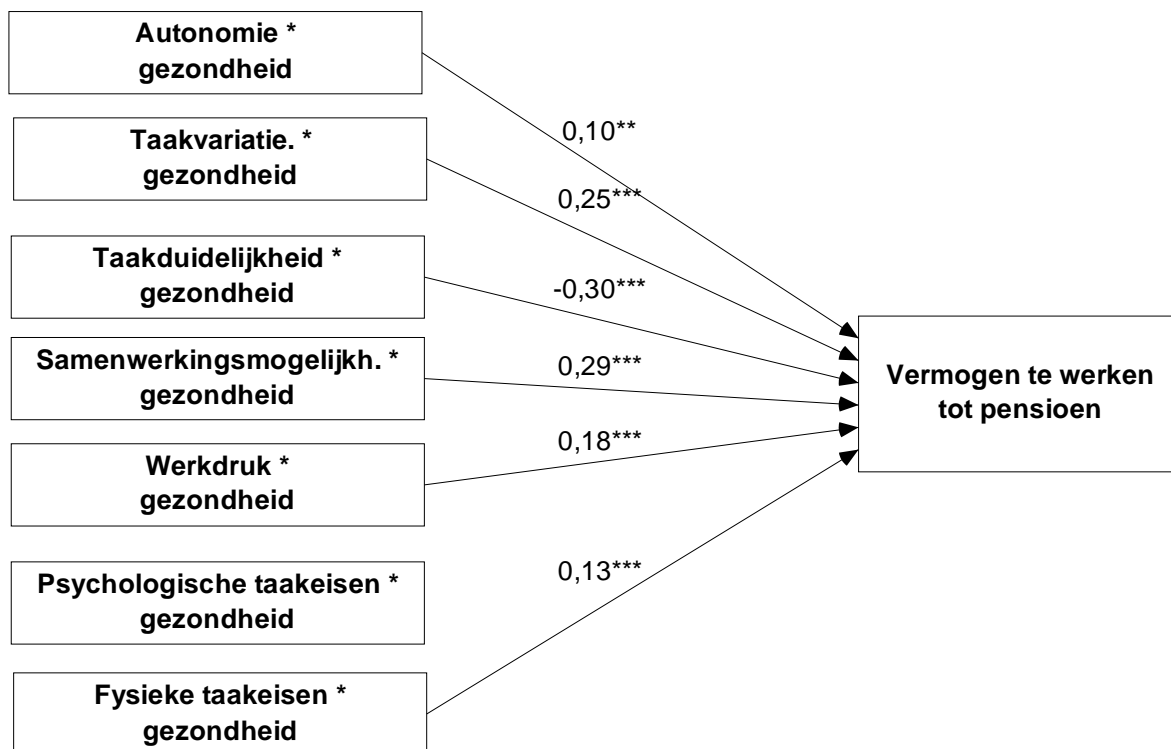 Autonomie *
gezondheid
0,10**
Taakvariatie. *
gezondheid
0,25***
Taakduidelijkheid *
gezondheid
-0,30***
Samenwerkingsmogelijkh. *
gezondheid
0,29***
Vermogen te werken
tot pensioen
Werkdruk *
gezondheid
0,18***
Psychologische taakeisen *
gezondheid
0,13***
Fysieke taakeisen *
gezondheid